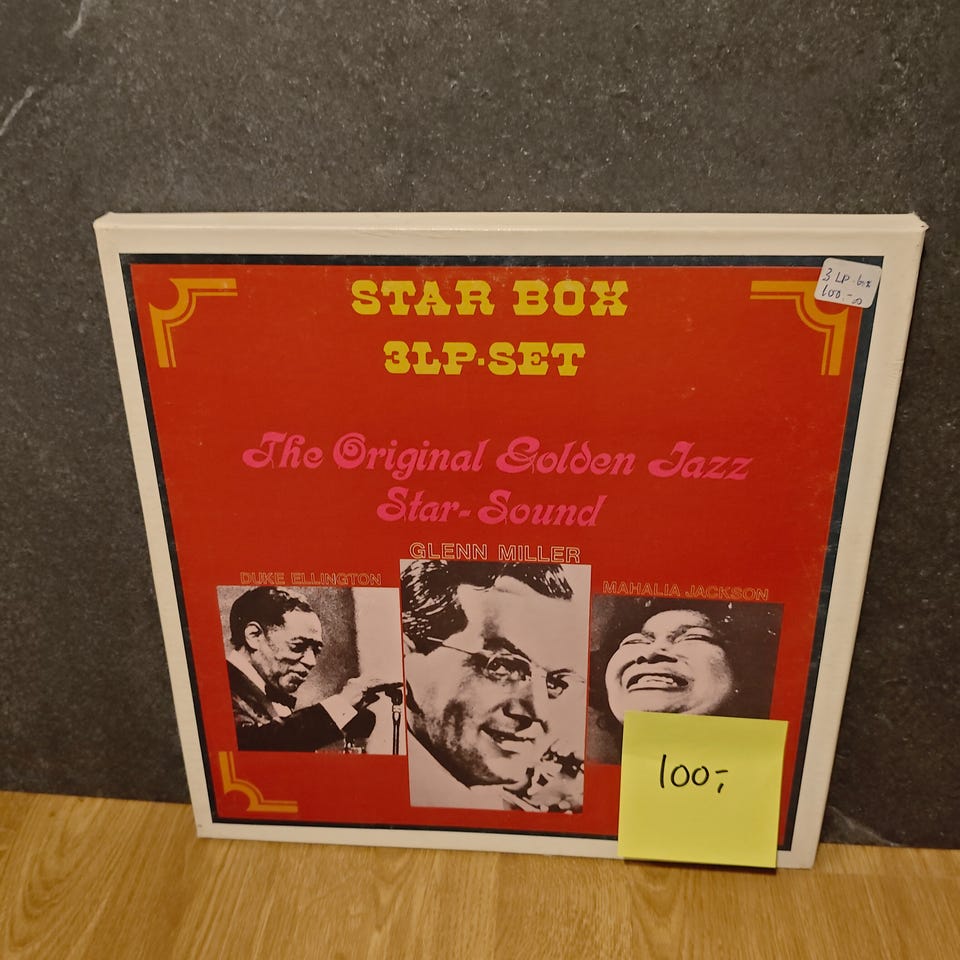 STAR BOX
3 LP-box
100,-
3LP·SET
The Original Golden Jazz
Star-Sound
GLENN MILLER
DUKE ELLINGTON
MAHALIA JACKSON
100,-